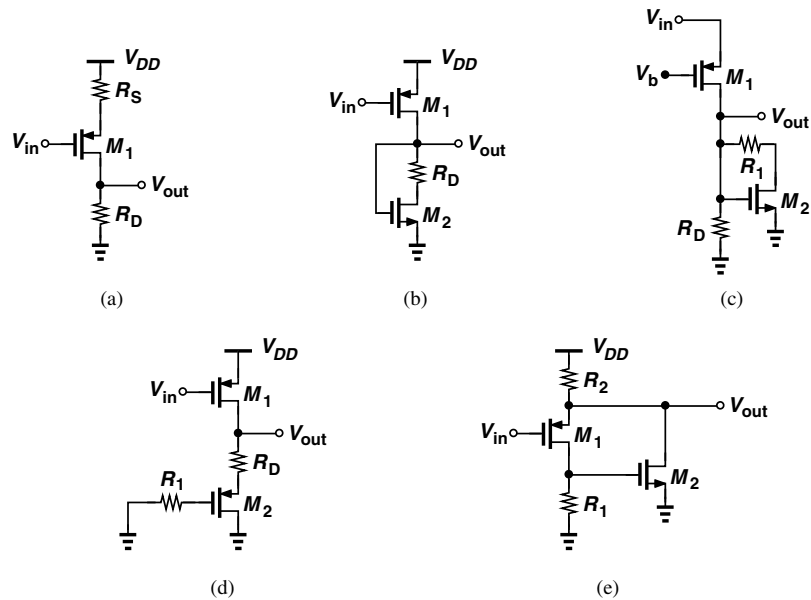 V_DD
R_S
V_in
M_1
V_out
R_D
(a)
V_DD
V_in
M_1
V_out
R_D
M_2
(b)
V_in
V_b
M_1
V_out
R_1
M_2
R_D
(c)
V_DD
V_in
M_1
V_out
R_D
R_1
M_2
(d)
V_DD
R_2
V_out
V_in
M_1
M_2
R_1
(e)